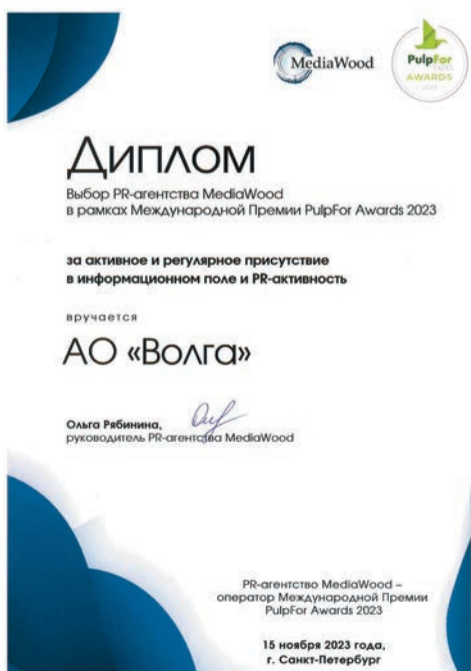 MediaWood
PulpFor
EXPO
AWARDS
2023
Диплом
Выбор PR-агентства MediaWood
в рамках Международной Премии PulpFor Awards 2023
за активное и регулярное присутствие
в информационном поле и PR-активность
вручается
АО «Волга»
Ольга Рябинина,
руководитель PR-агентства MediaWood
PR-агентство MediaWood –
оператор Международной Премии
PulpFor Awards 2023
15 ноября 2023 года,
г. Санкт-Петербург